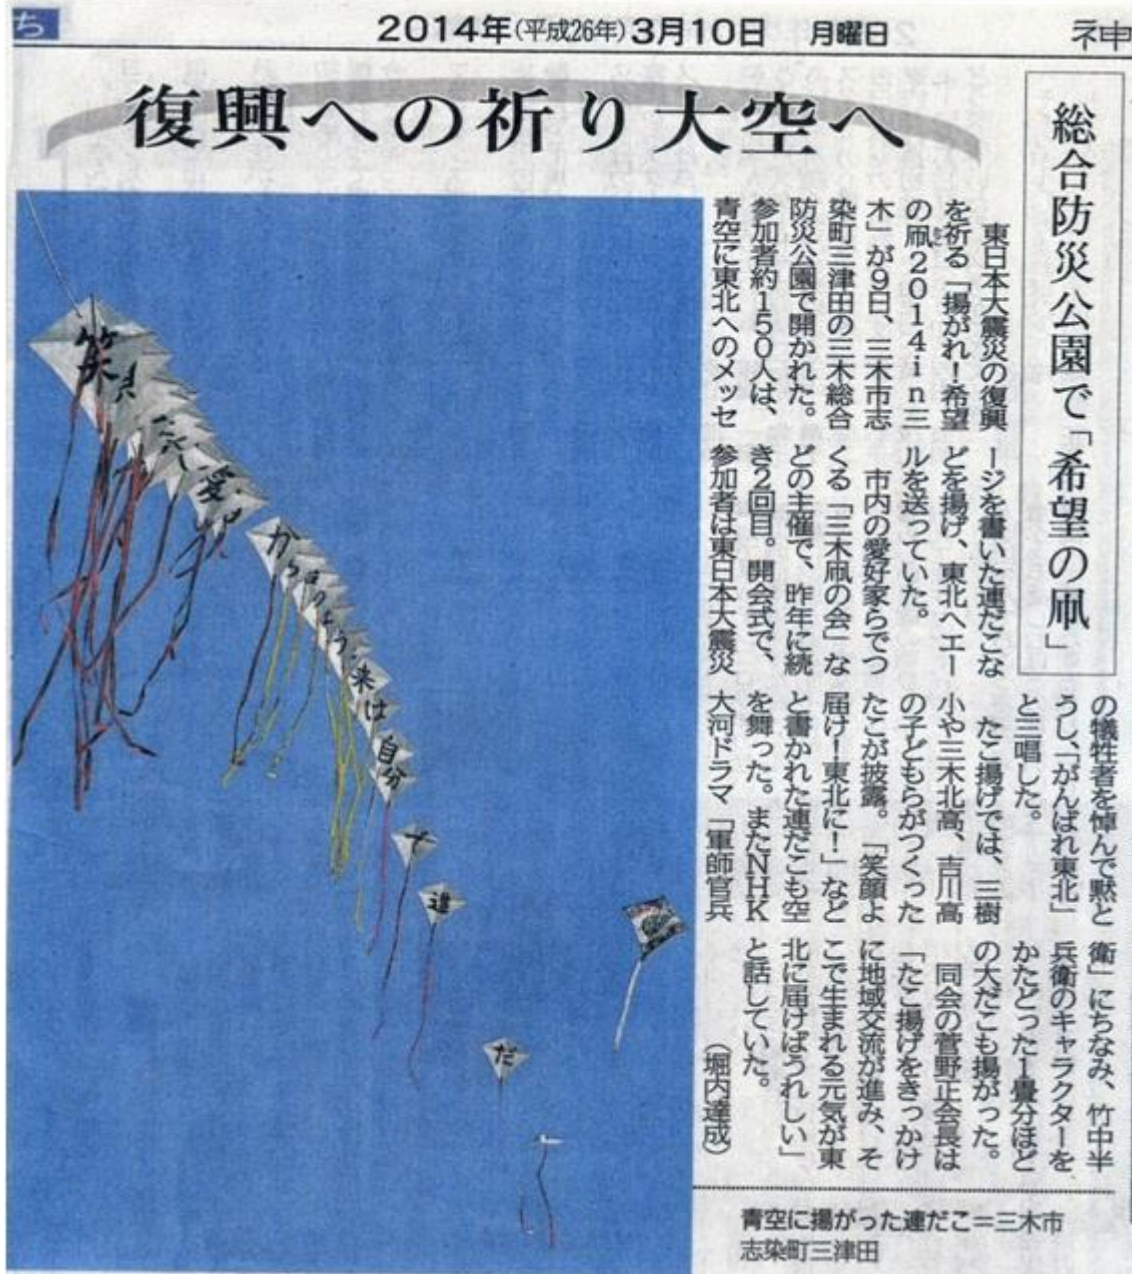 ち
2014年(平成26年)3月10日 月曜日
神
復興への祈り大空へ
総合防災公園で「希望の凧」
東日本大震災の復興
を祈る「揚がれ!希望
の凧2014in三
木」が9日、三木市志
染町三津田の三木総合
防災公園で開かれた。
参加者約150人は、
青空に東北へのメッセ
ージを書いた連だこな
どを揚げ、東北へエー
ルを送っていた。
市内の愛好家らでつ
くる「三木凧の会」な
どの主催で、昨年に続
き2回目。開会式で、
参加者は東日本大震災
の犠牲者を悼んで黙と
うし、「がんばれ東北」
と三唱した。
たこ揚げでは、三樹
小や三木北高、吉川高
の子どもらがつくった
たこが披露。「笑顔よ
届け!東北に!」など
と書かれた連だこも空
を舞った。またNHK
大河ドラマ「軍師官兵
衛」にちなみ、竹中半
兵衛のキャラクターを
かたどった1畳分ほど
の大だこも揚がった。
同会の菅野正会長は
「たこ揚げをきっかけ
に地域交流が進み、そ
こで生まれる元気が東
北に届けばうれしい」
と話していた。
(堀内達成)
笑
か
う
来
は
自
分
進
だ
青空に揚がった連だこ=三木市
志染町三津田